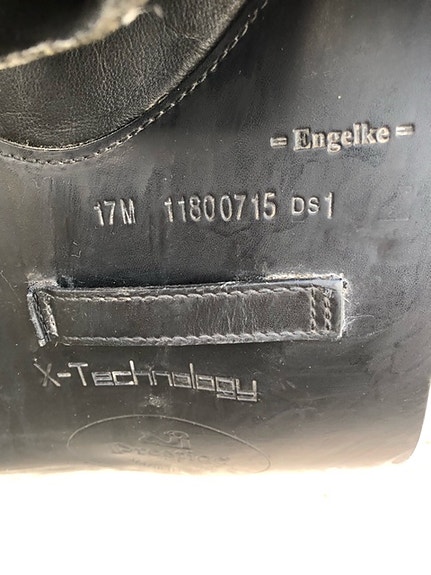 = Engelke =
17M 11800715 DS1
X-Technology